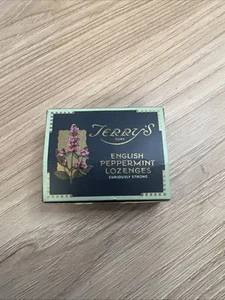 TERRY'S
YORK
ENGLISH
PEPPERMINT
LOZENGES
CURIOUSLY STRONG